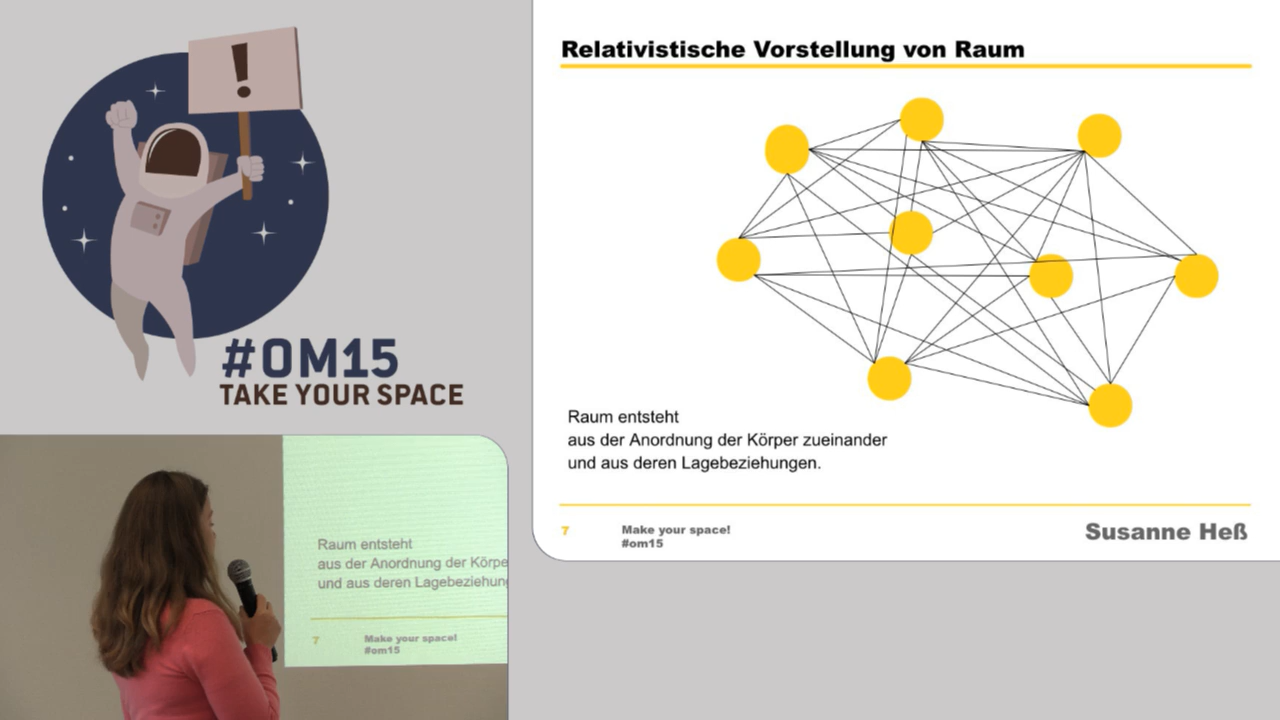 !
#OM15
TAKE YOUR SPACE
Relativistische Vorstellung von Raum
Raum entsteht
aus der Anordnung der Körper zueinander
und aus deren Lagebeziehungen.
7
Make your space!
#om15
Susanne Heß
Raum entsteht
aus der Anordnung der Körpe
und aus deren Lagebeziehung
7
Make your space!
#om15